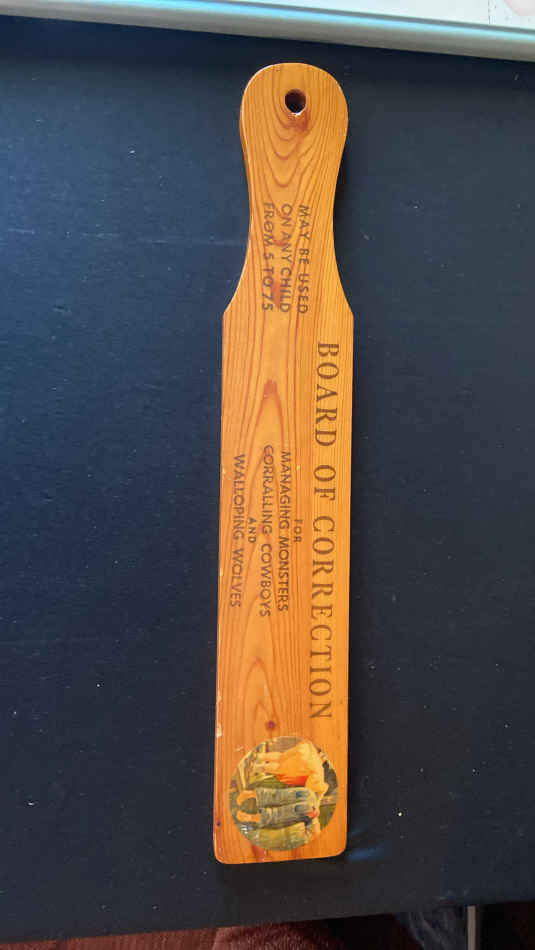 MAY BE USED
ON ANY CHILD
FROM 5 TO 75
BOARD OF CORRECTION
FOR
MANAGING MONSTERS
CORRALLING COWBOYS
AND
WALLOPING WOLVES